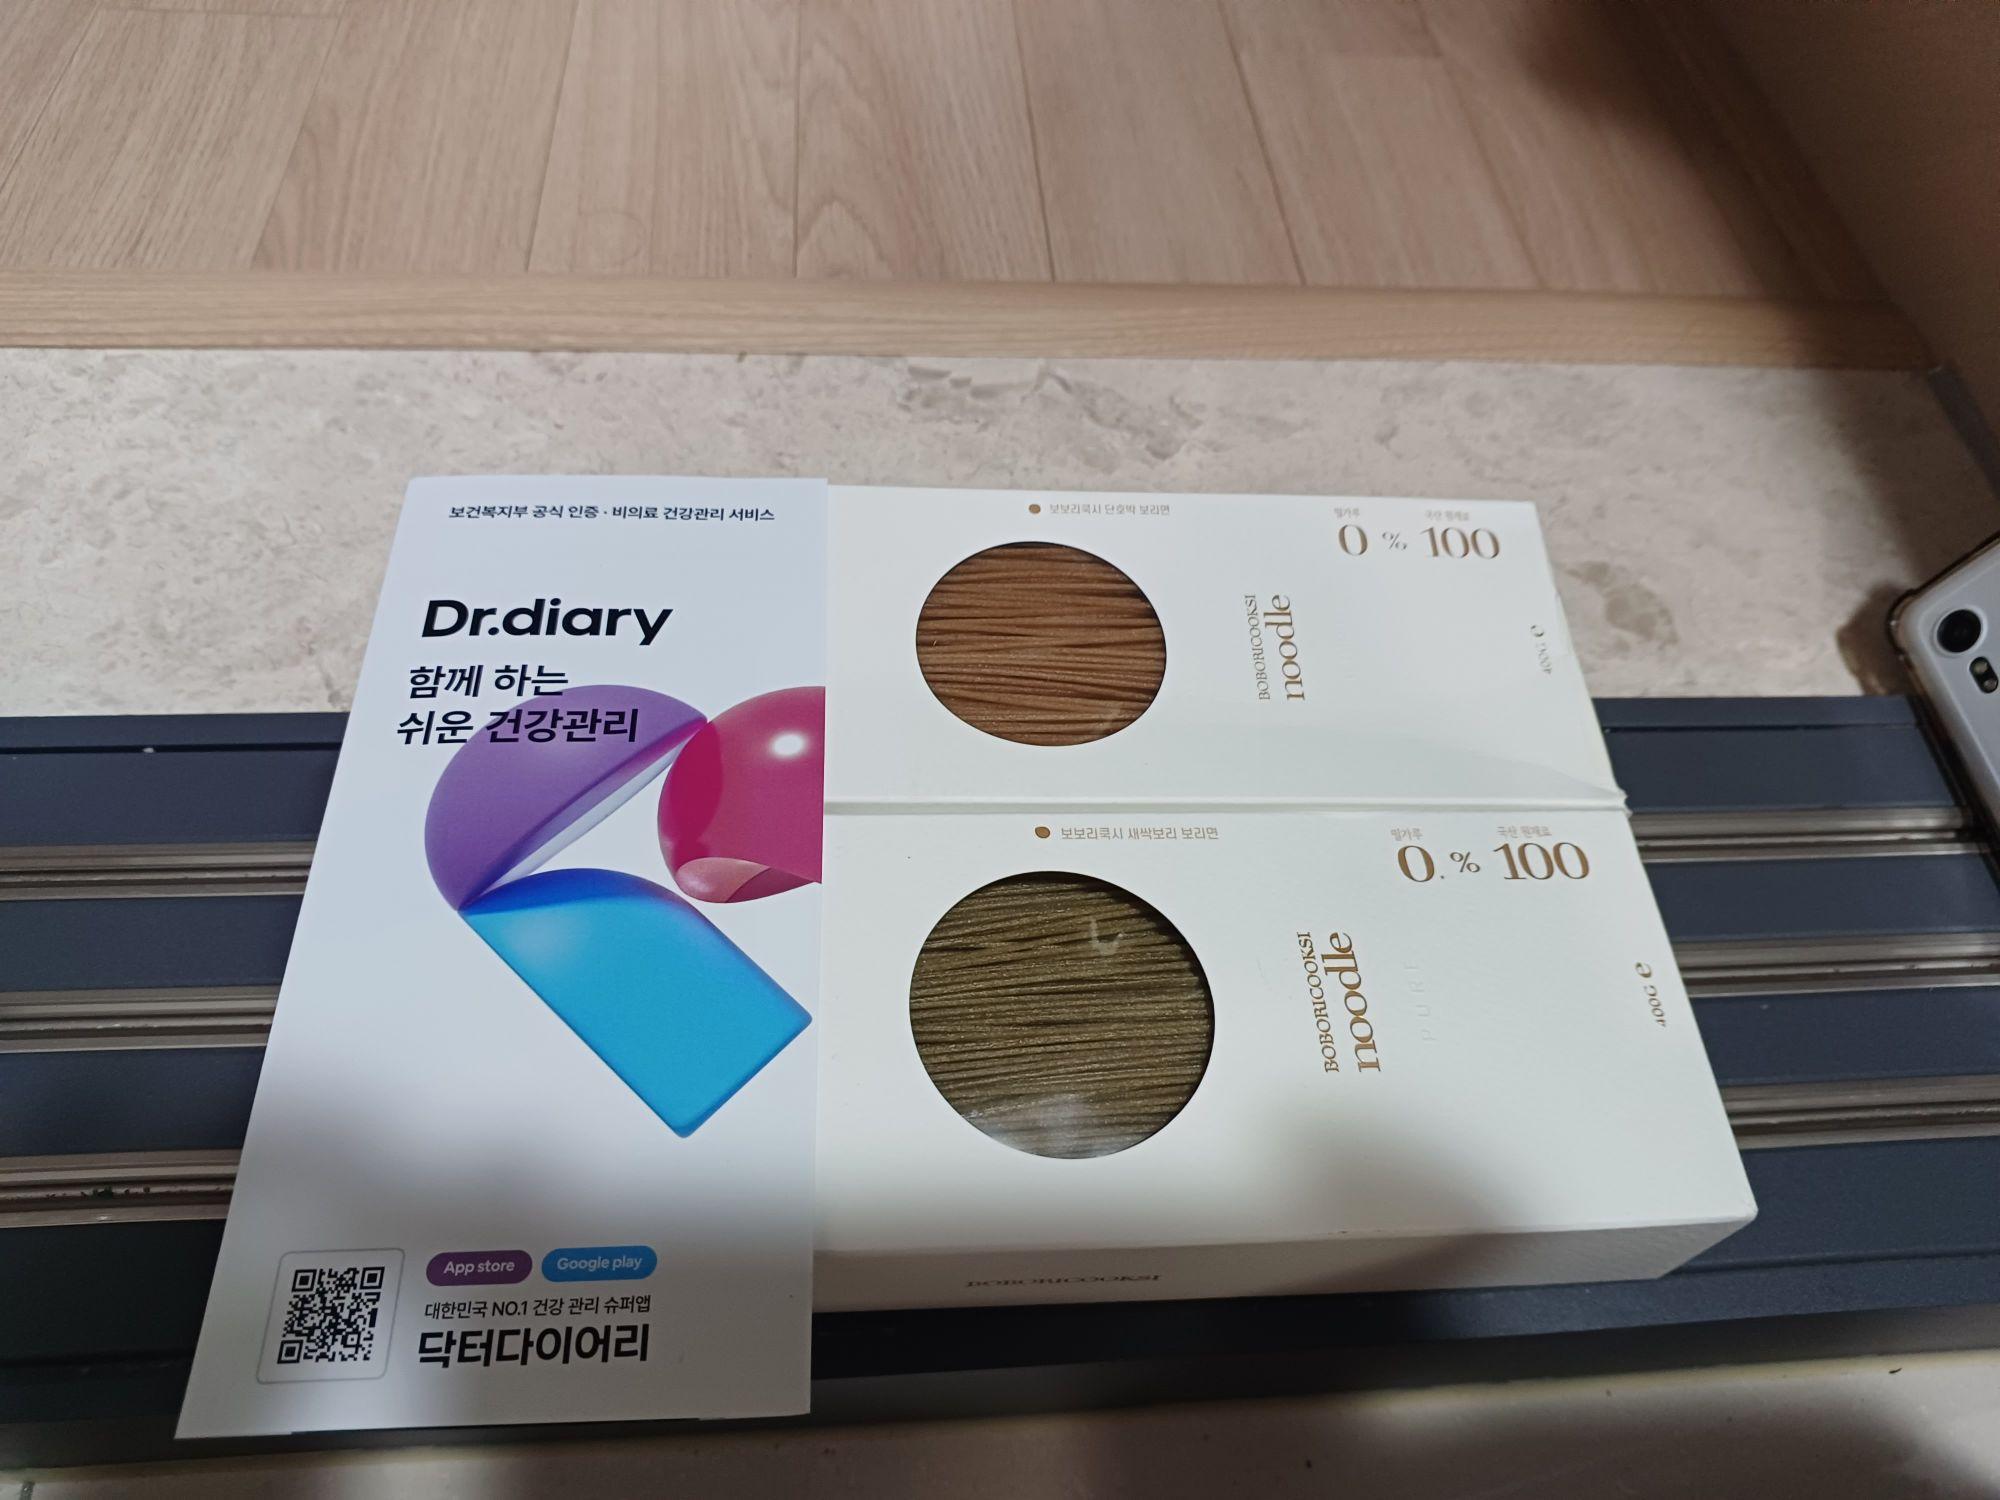 보건복지부 공식 인증 · 비의료 건강관리 서비스
Dr.diary
함께 하는
쉬운 건강관리
App store
Google play
대한민국 NO.1 건강 관리 슈퍼앱
닥터다이어리
보보리쿡시 단호박 보리면
밀가루 국산 원재료
0 % 100
BOBORICOOKSI
noodle
400G e
보보리쿡시 새싹보리 보리면
밀가루 국산 원재료
0 % 100
BOBORICOOKSI
noodle
PURE
400G e
BOBORICOOKSI